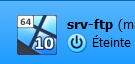 64
10
srv-ftp (m
Éteinte